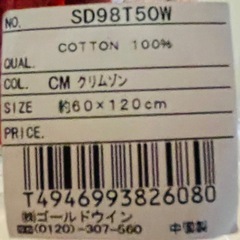 NO. SD98T50W
COTTON 100%
QUAL.
COL. CM クリムゾン
SIZE 約60×120cm
PRICE.
T4946993826080
㈱ゴールドウイン
☎(0120)-307-560 中国製